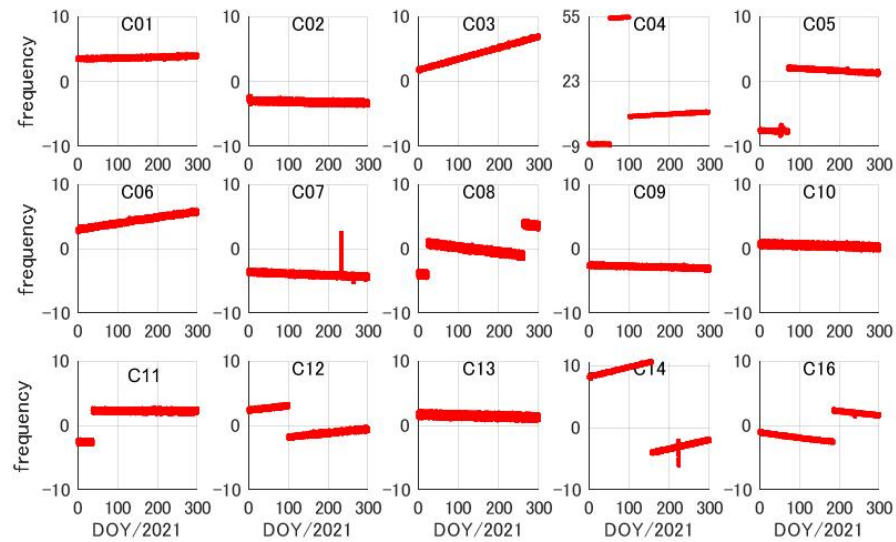 C01 C02 C03 C04 C05
frequency
10 10 10 55 10
0 0 0 23 0
-10 -10 -10 -9 -10
0 100 200 300 0 100 200 300 0 100 200 300 0 100 200 300 0 100 200 300
C06 C07 C08 C09 C10
frequency
10 10 10 10 10
0 0 0 0 0
-10 -10 -10 -10 -10
0 100 200 300 0 100 200 300 0 100 200 300 0 100 200 300 0 100 200 300
C11 C12 C13 C14 C16
frequency
10 10 10 10 10
0 0 0 0 0
-10 -10 -10 -10 -10
0 100 200 300 0 100 200 300 0 100 200 300 0 100 200 300 0 100 200 300
DOY/2021 DOY/2021 DOY/2021 DOY/2021 DOY/2021